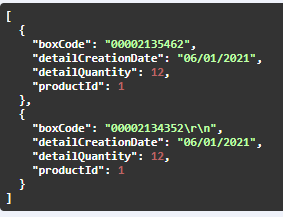 [
  {
    "boxCode": "00002135462",
    "detailCreationDate": "06/01/2021",
    "detailQuantity": 12,
    "productId": 1
  },
  {
    "boxCode": "00002134352\r\n",
    "detailCreationDate": "06/01/2021",
    "detailQuantity": 12,
    "productId": 1
  }
]